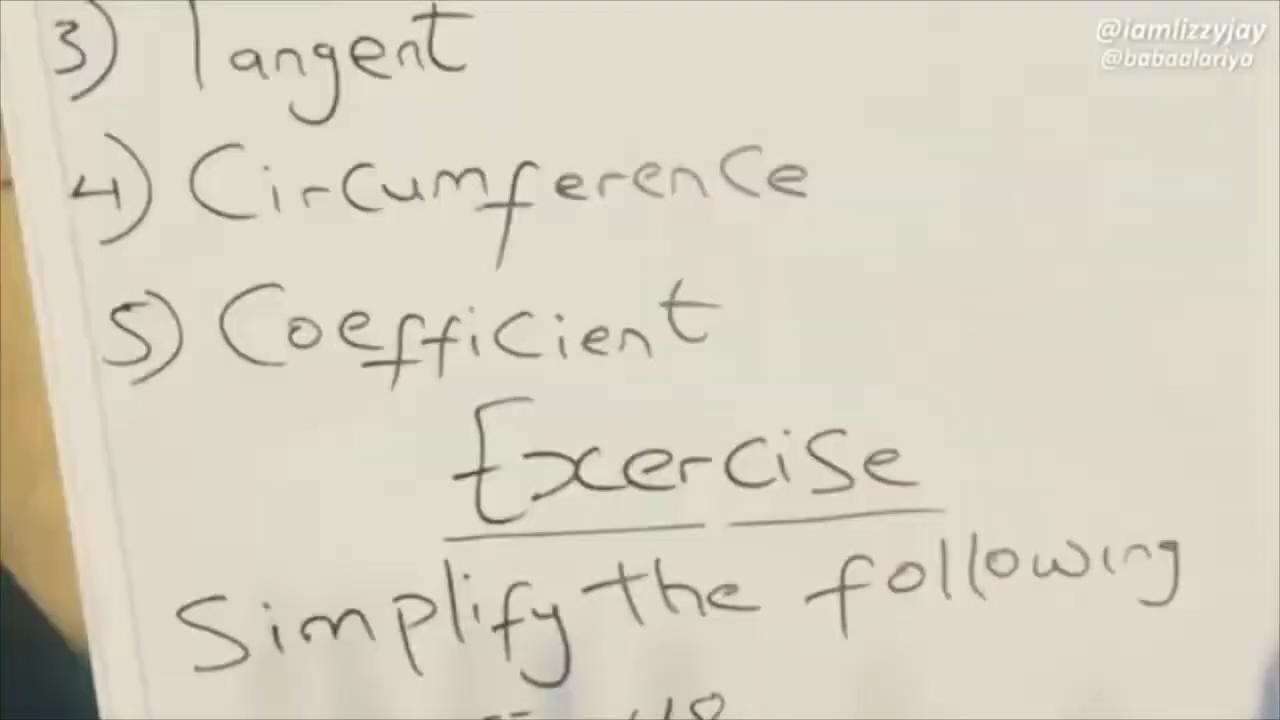 @iamlizzyjay
@babaalariya
3) Tangent
4) Circumference
5) Coefficient
Exercise
Simplify the following